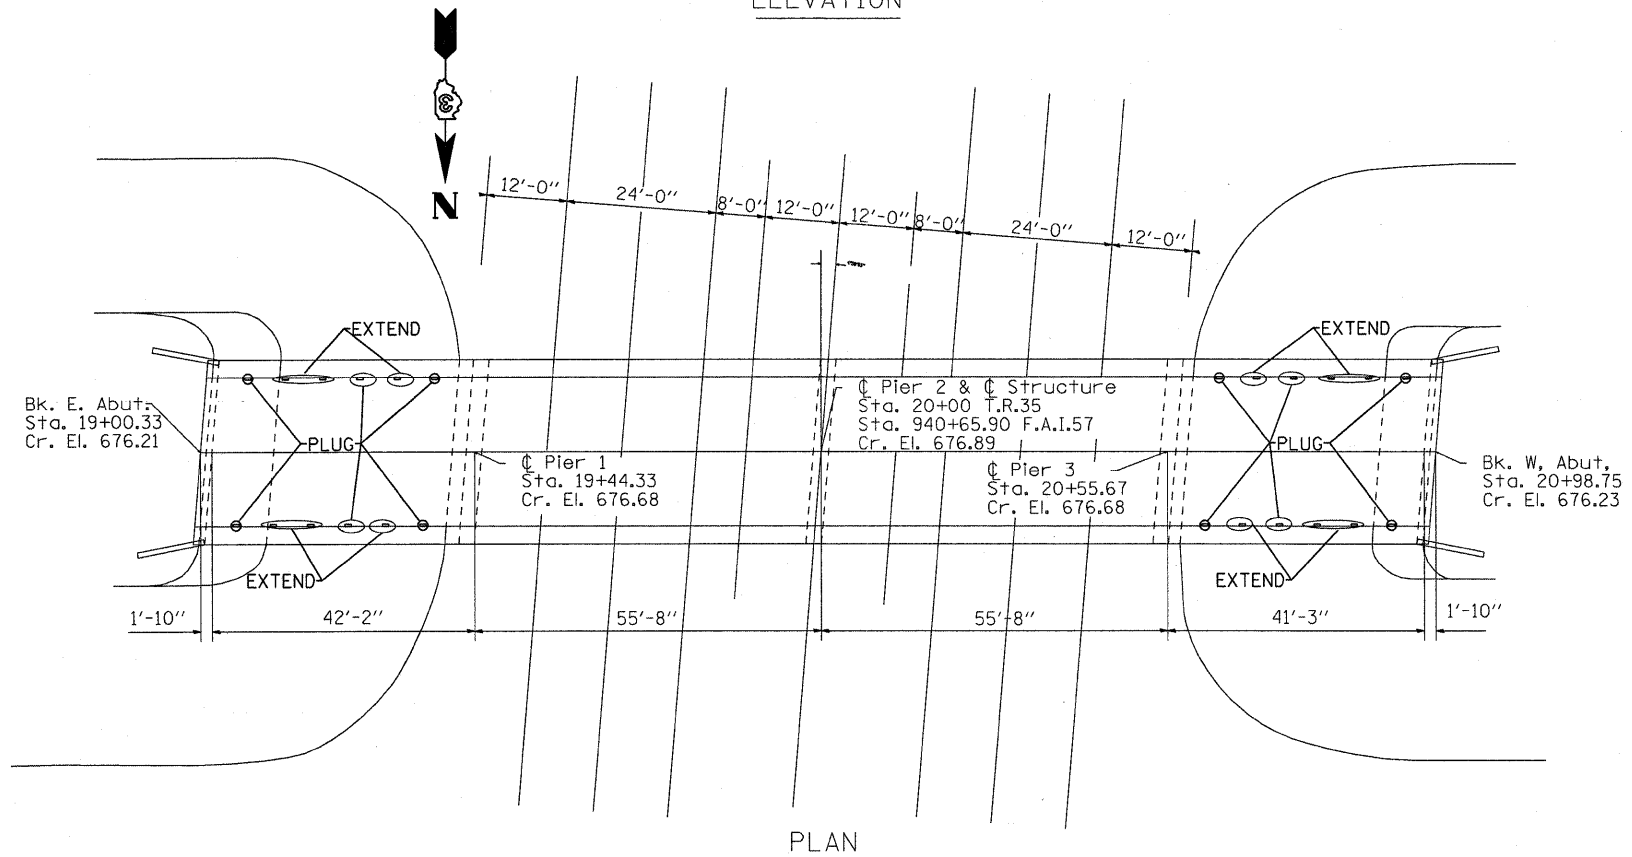 ELEVATION
N
12'-0" 24'-0" 8'-0" 12'-0" 12'-0" 8'-0" 24'-0" 12'-0"
EXTEND
EXTEND
Bk. E. Abut.
Sta. 19+00.33
Cr. El. 676.21
PLUG
℄ Pier 1
Sta. 19+44.33
Cr. El. 676.68
℄ Pier 2 & ℄ Structure
Sta. 20+00 T.R.35
Sta. 940+65.90 F.A.I.57
Cr. El. 676.89
℄ Pier 3
Sta. 20+55.67
Cr. El. 676.68
PLUG
Bk. W. Abut.
Sta. 20+98.75
Cr. El. 676.23
EXTEND
EXTEND
1'-10" 42'-2" 55'-8" 55'-8" 41'-3" 1'-10"
PLAN